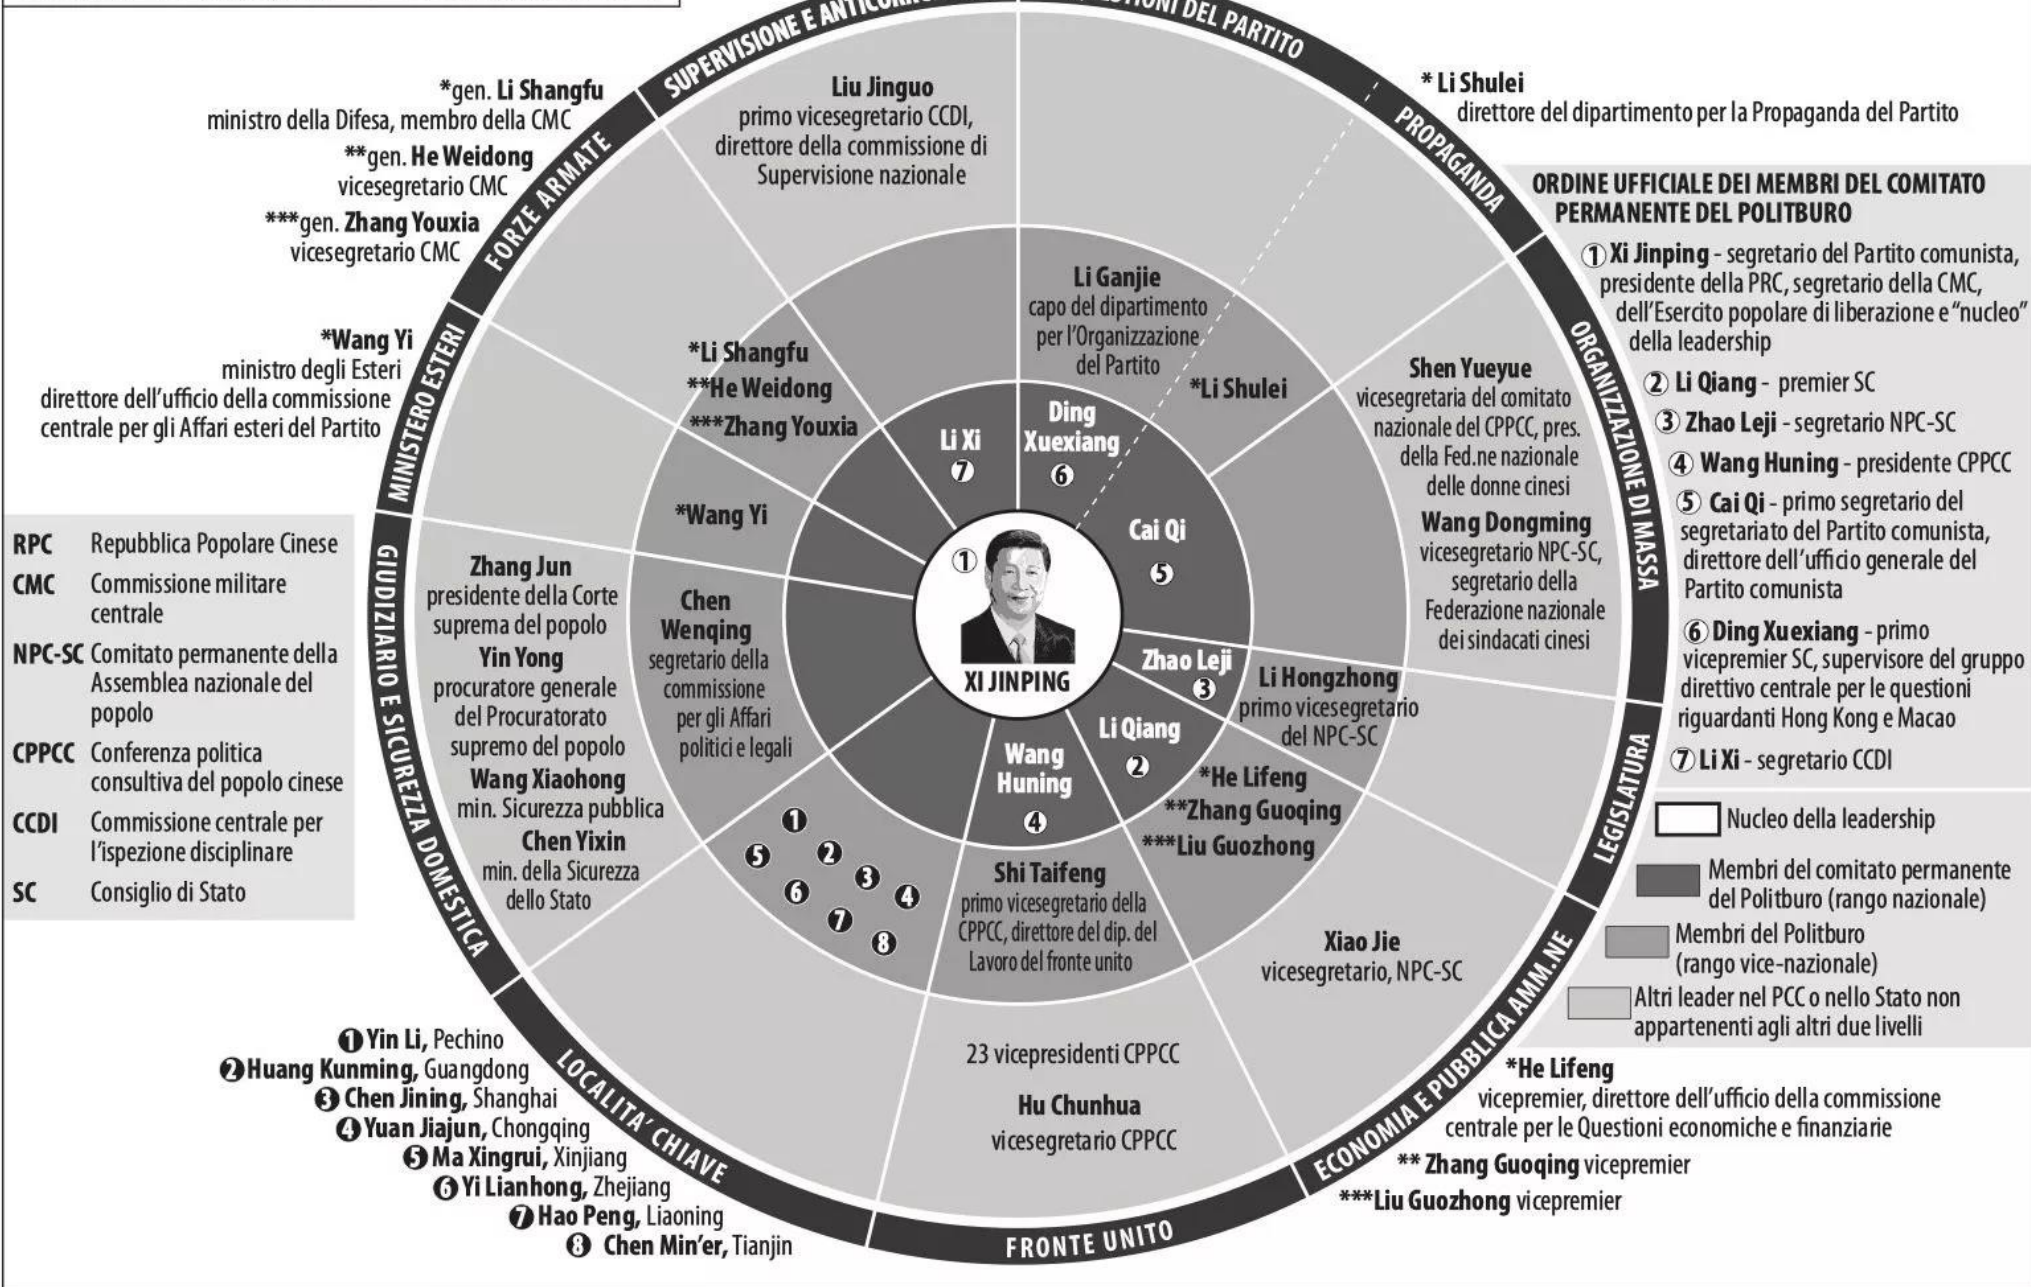 SUPERVISIONE E
DEL PARTITO
PROPAGANDA
ORGANIZZAZIONE DI MASSA
LEGISLATURA
ECONOMIA E PUBBLICA AMM.NE
FRONTE UNITO
LOCALITA' CHIAVE
GIUDIZIARIO E SICUREZZA DOMESTICA
MINISTERO ESTERI
FORZE ARMATE
*gen. Li Shangfu
ministro della Difesa, membro della CMC
**gen. He Weidong
vicesegretario CMC
***gen. Zhang Youxia
vicesegretario CMC
*Wang Yi
ministro degli Esteri
direttore dell'ufficio della commissione
centrale per gli Affari esteri del Partito
RPC Repubblica Popolare Cinese
CMC Commissione militare
centrale
NPC-SC Comitato permanente della
Assemblea nazionale del
popolo
CPPCC Conferenza politica
consultiva del popolo cinese
CCDI Commissione centrale per
l'ispezione disciplinare
SC Consiglio di Stato
Liu Jinguo
primo vicesegretario CCDI,
direttore della commissione di
Supervisione nazionale
Li Ganjie
capo del dipartimento
per l'Organizzazione
del Partito
*Li Shulei
*Li Shangfu
**He Weidong
***Zhang Youxia
*Wang Yi
Li Xi
7
Ding
Xuexiang
6
Cai Qi
5
1
XI JINPING
Zhao Leji
3
Li Qiang
2
Wang
Huning
4
Shen Yueyue
vicesegretaria del comitato
nazionale del CPPCC, pres.
della Fed.ne nazionale
delle donne cinesi
Wang Dongming
vicesegretario NPC-SC,
segretario della
Federazione nazionale
dei sindacati cinesi
Li Hongzhong
primo vicesegretario
del NPC-SC
*He Lifeng
**Zhang Guoqing
***Liu Guozhong
Xiao Jie
vicesegretario, NPC-SC
Shi Taifeng
primo vicesegretario della
CPPCC, direttore del dip. del
Lavoro del fronte unito
23 vicepresidenti CPPCC
Hu Chunhua
vicesegretario CPPCC
Zhang Jun
presidente della Corte
suprema del popolo
Yin Yong
procuratore generale
del Procuratorato
supremo del popolo
Wang Xiaohong
min. Sicurezza pubblica
Chen Yixin
min. della Sicurezza
dello Stato
Chen
Wenqing
segretario della
commissione
per gli Affari
politici e legali
1
5 2
6 3 4
7
8
1 Yin Li, Pechino
2 Huang Kunming, Guangdong
3 Chen Jining, Shanghai
4 Yuan Jiajun, Chongqing
5 Ma Xingrui, Xinjiang
6 Yi Lianhong, Zhejiang
7 Hao Peng, Liaoning
8 Chen Min'er, Tianjin
* Li Shulei
direttore del dipartimento per la Propaganda del Partito
ORDINE UFFICIALE DEI MEMBRI DEL COMITATO
PERMANENTE DEL POLITBURO
1 Xi Jinping - segretario del Partito comunista,
presidente della PRC, segretario della CMC,
dell'Esercito popolare di liberazione e “nucleo”
della leadership
2 Li Qiang - premier SC
3 Zhao Leji - segretario NPC-SC
4 Wang Huning - presidente CPPCC
5 Cai Qi - primo segretario del
segretariato del Partito comunista,
direttore dell'ufficio generale del
Partito comunista
6 Ding Xuexiang - primo
vicepremier SC, supervisore del gruppo
direttivo centrale per le questioni
riguardanti Hong Kong e Macao
7 Li Xi - segretario CCDI
Nucleo della leadership
Membri del comitato permanente
del Politburo (rango nazionale)
Membri del Politburo
(rango vice-nazionale)
Altri leader nel PCC o nello Stato non
appartenenti agli altri due livelli
*He Lifeng
vicepremier, direttore dell'ufficio della commissione
centrale per le Questioni economiche e finanziarie
** Zhang Guoqing vicepremier
***Liu Guozhong vicepremier